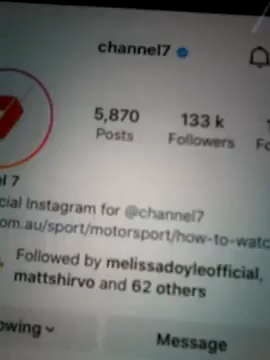 channel7
5,870 133 k
Posts Followers
7
Instagram for @channel7
om.au/sport/motorsport/how-to-watc
Followed by melissadoyleofficial,
mattshirvo and 62 others
Message